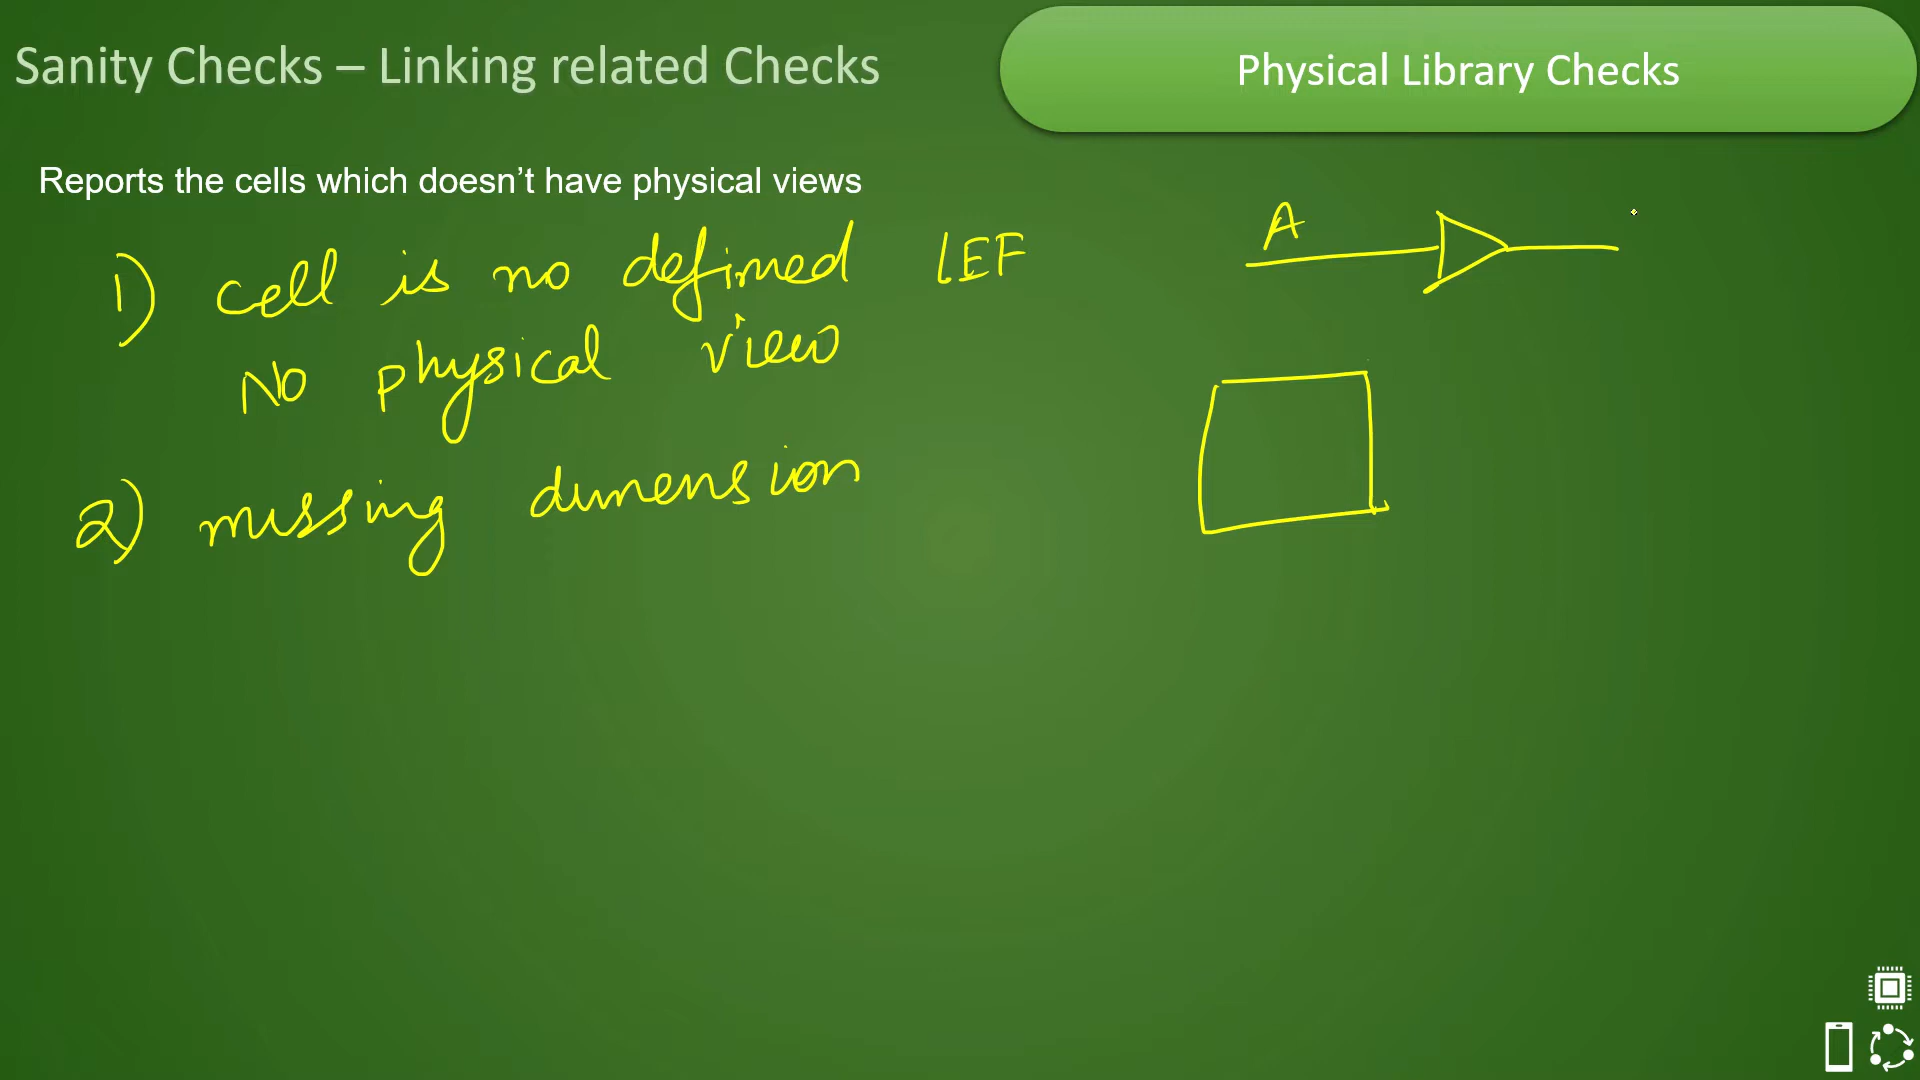 Sanity Checks – Linking related Checks
Physical Library Checks
Reports the cells which doesn't have physical views
1) cell is no defined LEF
No physical view
2) missing dimension
A